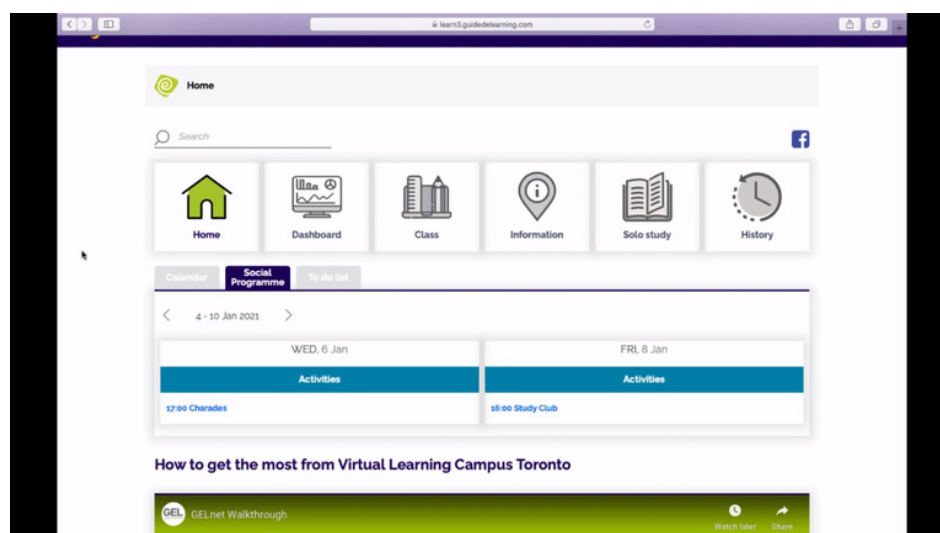 learn3.guidedelearning.com
Home
Search
Home
Dashboard
Class
Information
Solo study
History
Calendar
Social
Programme
To do list
4 - 10 Jan 2021
WED, 6 Jan
FRI, 8 Jan
Activities
Activities
17:00 Charades
16:00 Study Club
How to get the most from Virtual Learning Campus Toronto
GEL
GELnet Walkthrough
Watch later
Share